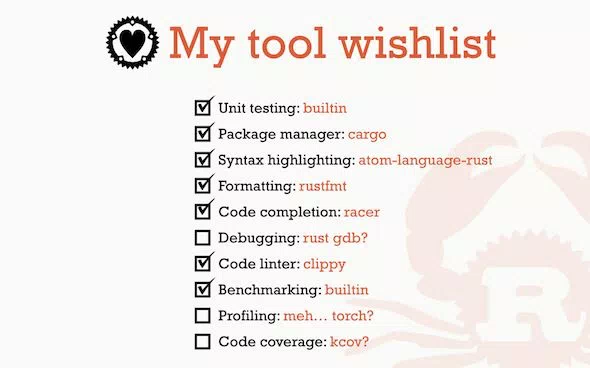 My tool wishlist
Unit testing: builtin
Package manager: cargo
Syntax highlighting: atom-language-rust
Formatting: rustfmt
Code completion: racer
Debugging: rust gdb?
Code linter: clippy
Benchmarking: builtin
Profiling: meh... torch?
Code coverage: kcov?
R